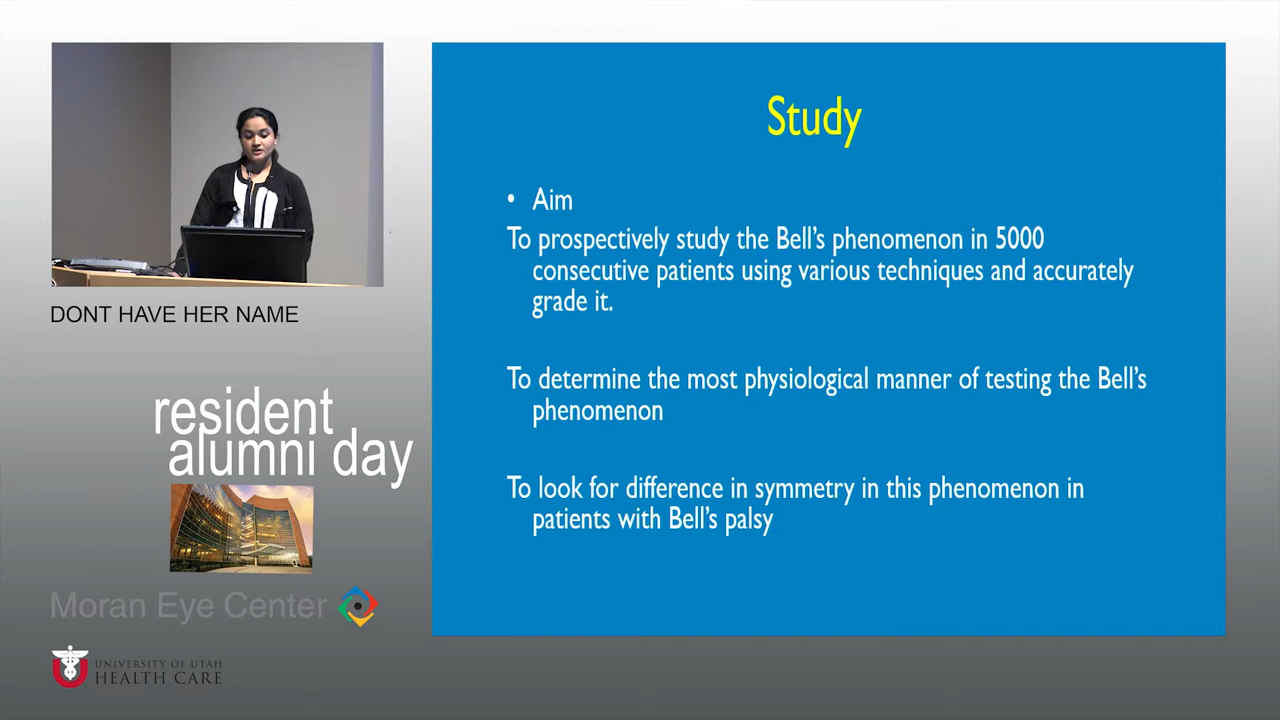 Study
• Aim
To prospectively study the Bell's phenomenon in 5000
consecutive patients using various techniques and accurately
grade it.
To determine the most physiological manner of testing the Bell's
phenomenon
To look for difference in symmetry in this phenomenon in
patients with Bell's palsy
DONT HAVE HER NAME
resident
alumni day
Moran Eye Center
U
UNIVERSITY OF UTAH
HEALTH CARE